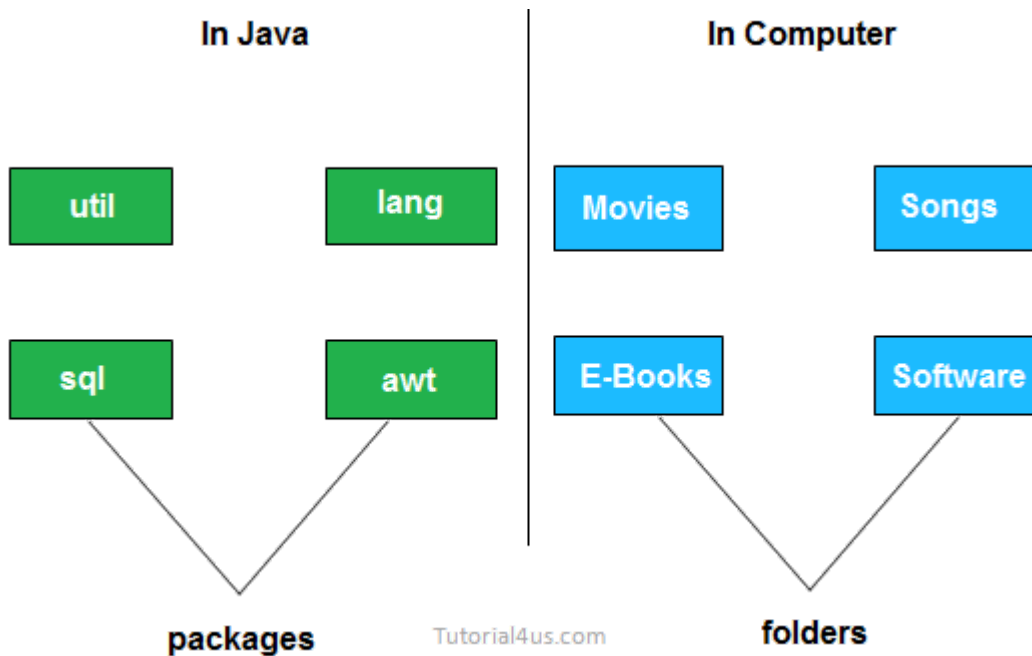 In Java
In Computer
util
lang
Movies
Songs
sql
awt
E-Books
Software
packages
Tutorial4us.com
folders